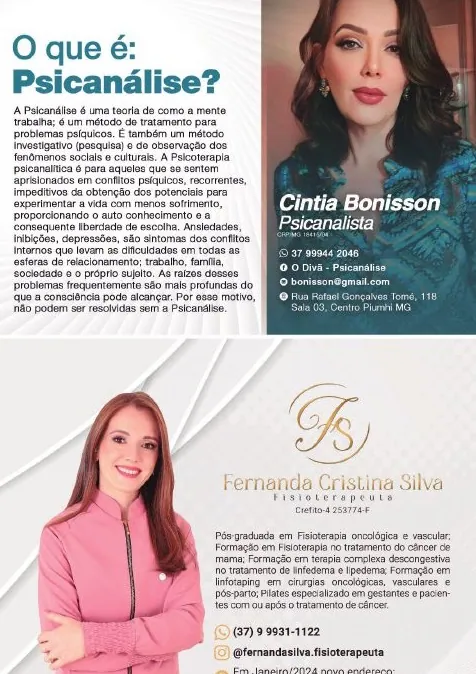 O que é:
Psicanálise?
A Psicanálise é uma teoria de como a mente
trabalha; é um método de tratamento para
problemas psíquicos. É também um método
investigativo (pesquisa) e de observação dos
fenômenos sociais e culturais. A Psicoterapia
psicanalítica é para aqueles que se sentem
aprisionados em conflitos psíquicos, recorrentes,
impeditivos da obtenção dos potenciais para
experimentar a vida com menos sofrimento,
proporcionando o auto conhecimento e a
consequente liberdade de escolha. Ansiedades,
inibições, depressões, são sintomas dos conflitos
internos que levam as dificuldades em todas as
esferas de relacionamento; trabalho, família,
sociedade e o próprio sujeito. As raízes desses
problemas frequentemente são mais profundas do
que a consciência pode alcançar. Por esse motivo,
não podem ser resolvidas sem a Psicanálise.
Cintia Bonisson
Psicanalista
CRP/MG 18415/04
37 99944 2046
O Divã - Psicanálise
bonisson@gmail.com
Rua Rafael Gonçalves Tomé, 118
Sala 03, Centro Piumhi MG
Fs
Fernanda Cristina Silva
Fisioterapeuta
Crefito-4 253774-F
Pós-graduada em Fisioterapia oncológica e vascular;
Formação em Fisioterapia no tratamento do câncer de
mama; Formação em terapia complexa descongestiva
no tratamento de linfedema e lipedema; Formação em
linfotaping em cirurgias oncológicas, vasculares e
pós-parto; Pilates especializado em gestantes e pacien-
tes com ou após o tratamento de câncer.
(37) 9 9931-1122
@fernandasilva.fisioterapeuta
Em Janeiro/2024 novo endereço: